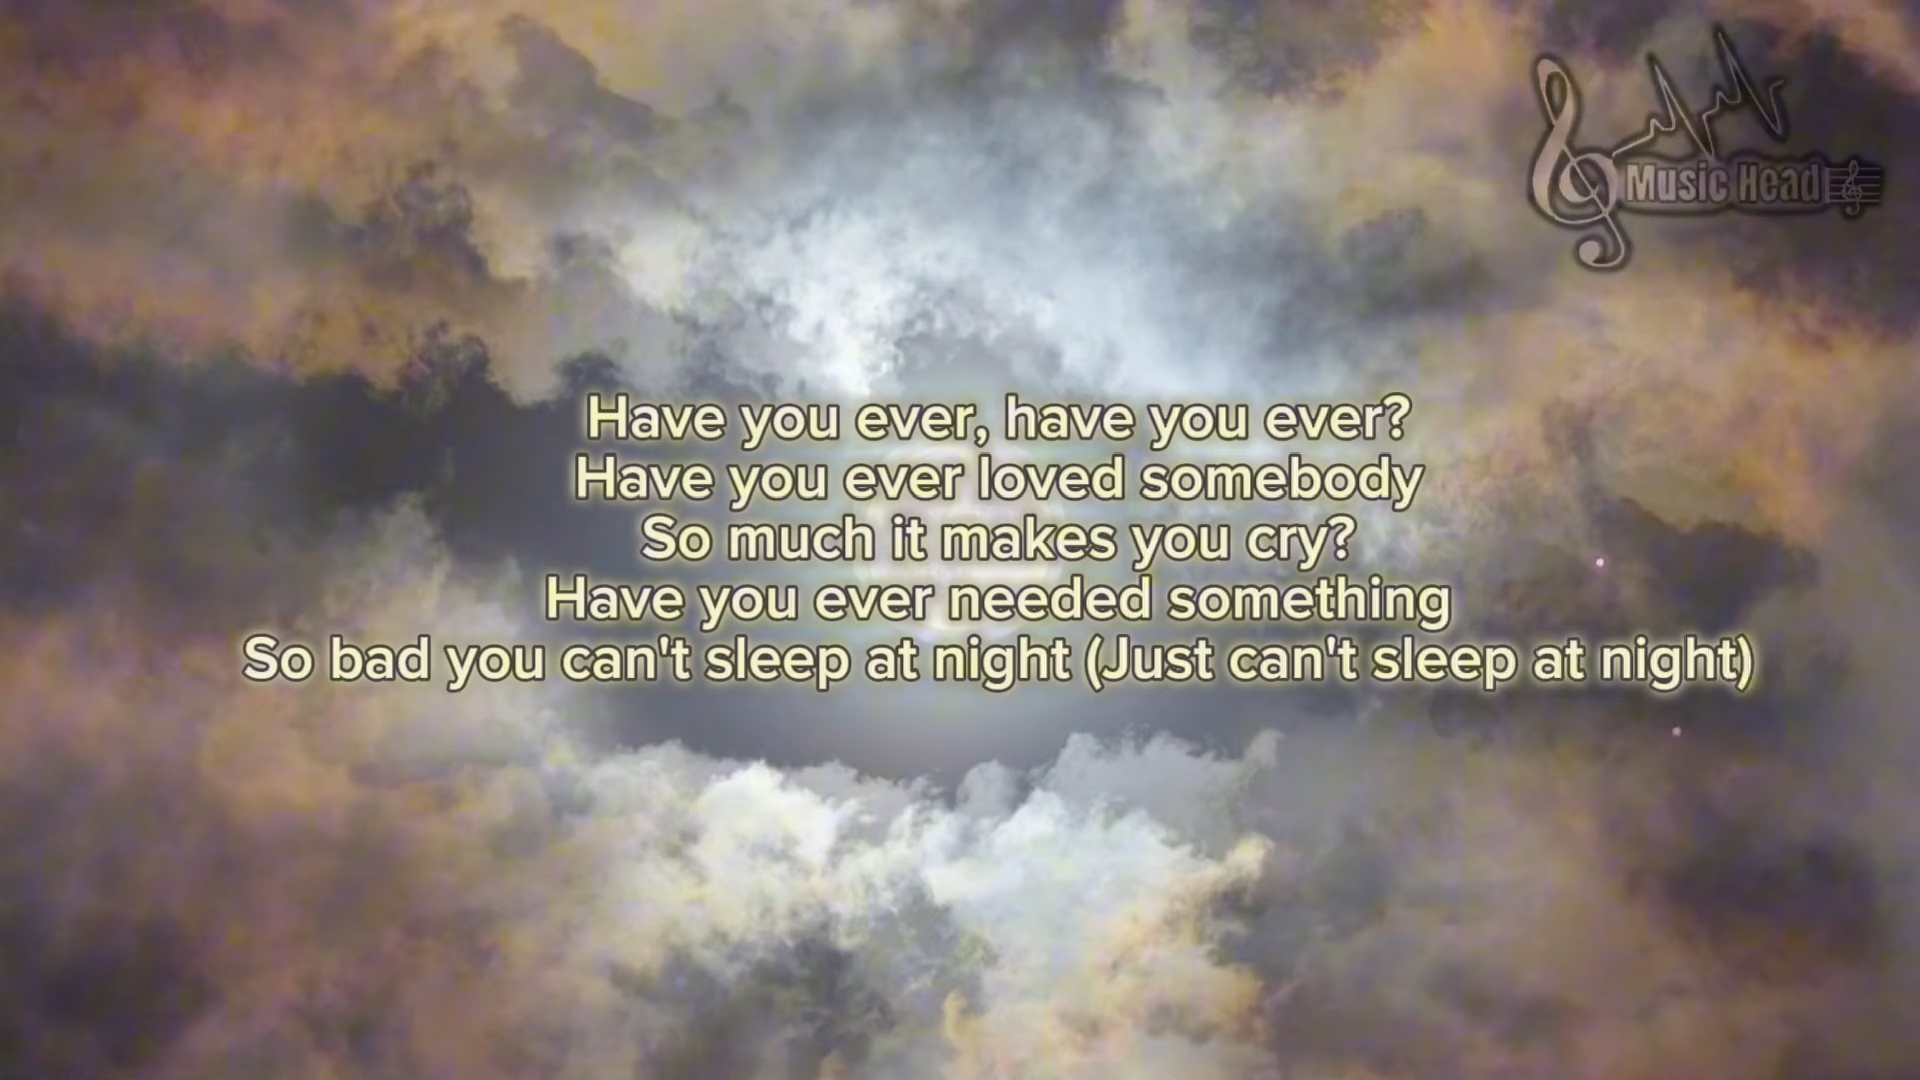 Music Head
Have you ever, have you ever?
Have you ever loved somebody
So much it makes you cry?
Have you ever needed something
So bad you can't sleep at night (Just can't sleep at night)